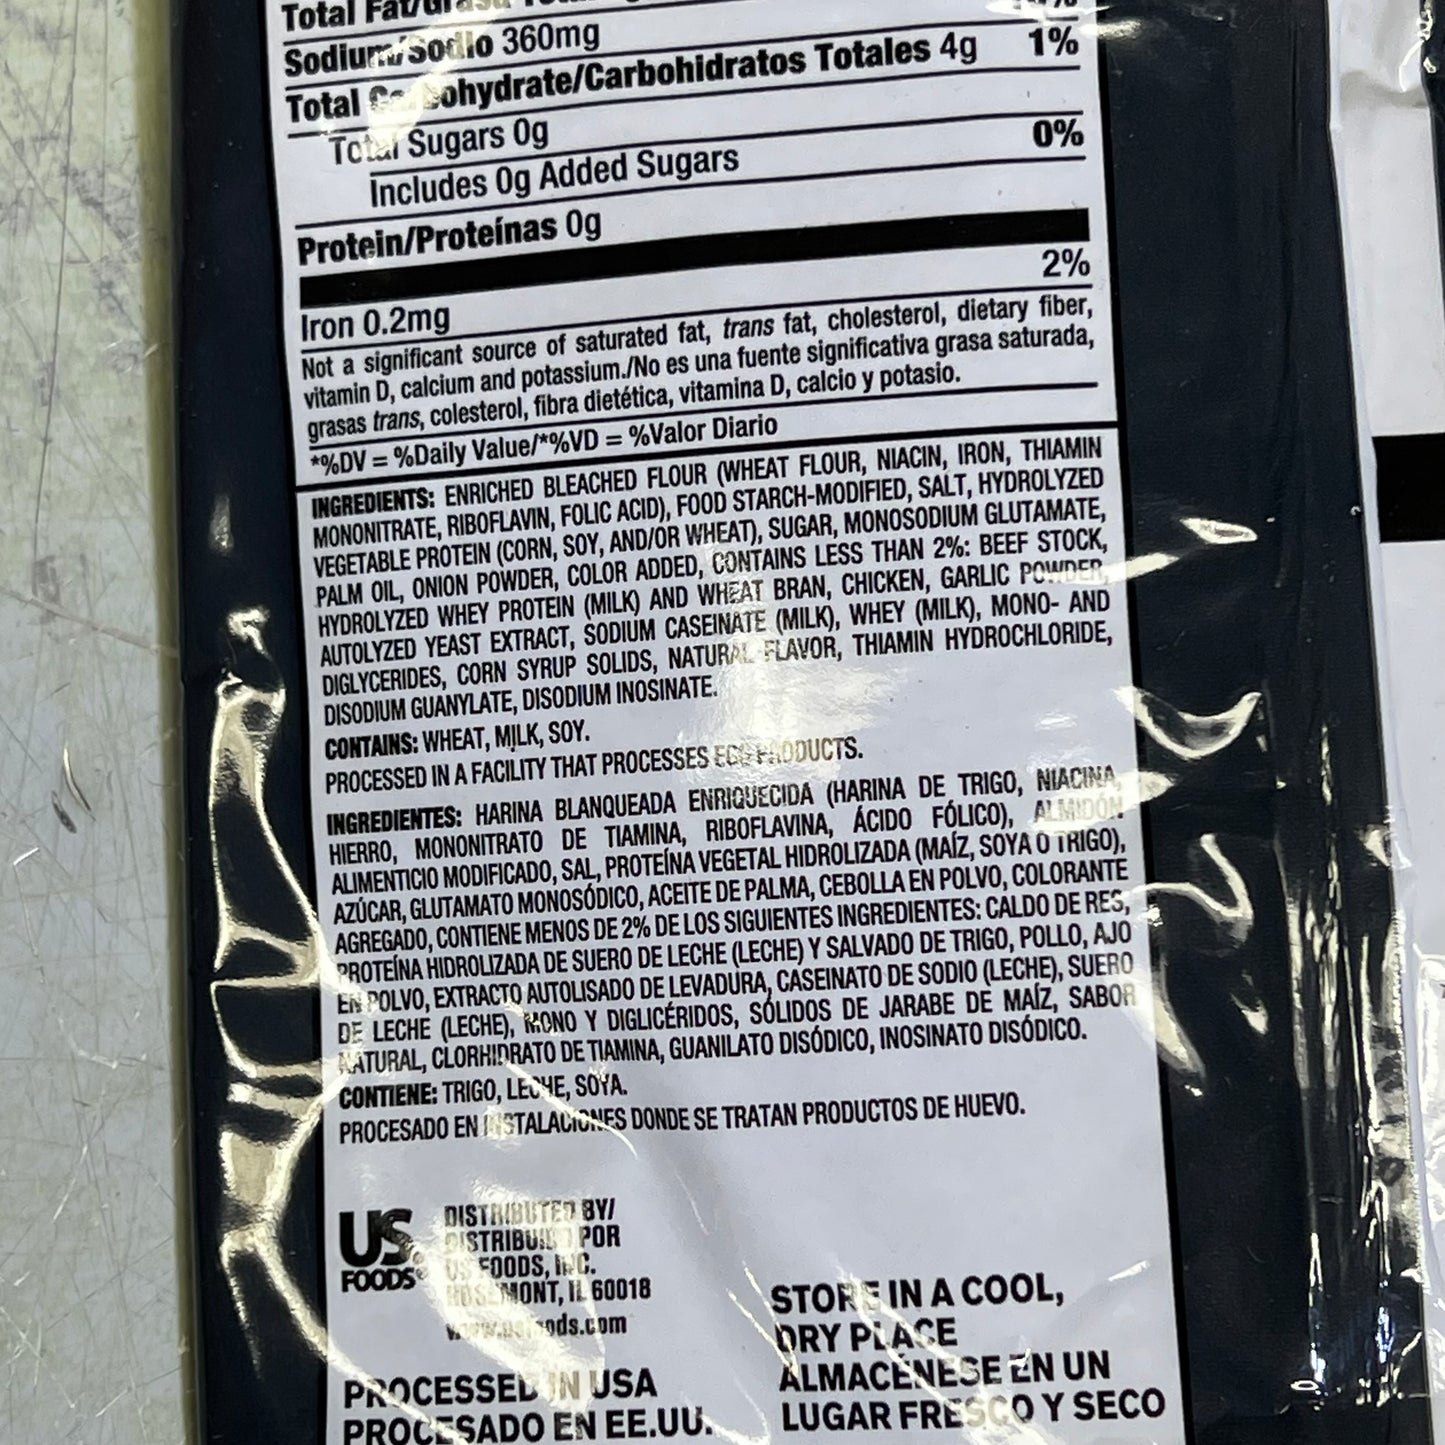 Total Fat/
Sodium/Sodio 360mg
Total Carbohydrate/Carbohidratos Totales 4g 1%
Total Sugars 0g
Includes 0g Added Sugars 0%
Protein/Proteínas 0g
Iron 0.2mg 2%
Not a significant source of saturated fat, trans fat, cholesterol, dietary fiber,
vitamin D, calcium and potassium./No es una fuente significativa grasa saturada,
grasas trans, colesterol, fibra dietética, vitamina D, calcio y potasio.
*%DV = %Daily Value/*%VD = %Valor Diario
INGREDIENTS: ENRICHED BLEACHED FLOUR (WHEAT FLOUR, NIACIN, IRON, THIAMIN
MONONITRATE, RIBOFLAVIN, FOLIC ACID), FOOD STARCH-MODIFIED, SALT, HYDROLYZED
VEGETABLE PROTEIN (CORN, SOY, AND/OR WHEAT), SUGAR, MONOSODIUM GLUTAMATE,
PALM OIL, ONION POWDER, COLOR ADDED, CONTAINS LESS THAN 2%: BEEF STOCK,
HYDROLYZED WHEY PROTEIN (MILK) AND WHEAT BRAN, CHICKEN, GARLIC POWDER,
AUTOLYZED YEAST EXTRACT, SODIUM CASEINATE (MILK), WHEY (MILK), MONO- AND
DIGLYCERIDES, CORN SYRUP SOLIDS, NATURAL FLAVOR, THIAMIN HYDROCHLORIDE,
DISODIUM GUANYLATE, DISODIUM INOSINATE.
CONTAINS: WHEAT, MILK, SOY.
PROCESSED IN A FACILITY THAT PROCESSES EGG PRODUCTS.
INGREDIENTES: HARINA BLANQUEADA ENRIQUECIDA (HARINA DE TRIGO, NIACINA,
HIERRO, MONONITRATO DE TIAMINA, RIBOFLAVINA, ÁCIDO FÓLICO), ALMIDÓN
ALIMENTICIO MODIFICADO, SAL, PROTEÍNA VEGETAL HIDROLIZADA (MAÍZ, SOYA O TRIGO),
AZÚCAR, GLUTAMATO MONOSÓDICO, ACEITE DE PALMA, CEBOLLA EN POLVO, COLORANTE
AGREGADO, CONTIENE MENOS DE 2% DE LOS SIGUIENTES INGREDIENTES: CALDO DE RES,
PROTEÍNA HIDROLIZADA DE SUERO DE LECHE (LECHE) Y SALVADO DE TRIGO, POLLO, AJO
EN POLVO, EXTRACTO AUTOLISADO DE LEVADURA, CASEINATO DE SODIO (LECHE), SUERO
DE LECHE (LECHE), MONO Y DIGLICÉRIDOS, SÓLIDOS DE JARABE DE MAÍZ, SABOR
NATURAL, CLORHIDRATO DE TIAMINA, GUANILATO DISÓDICO, INOSINATO DISÓDICO.
CONTIENE: TRIGO, LECHE, SOYA.
PROCESADO EN INSTALACIONES DONDE SE TRATAN PRODUCTOS DE HUEVO.
US
FOODS®
DISTRIBUTED BY/
DISTRIBUIDO POR
US FOODS, INC.
ROSEMONT, IL 60018
www.usfoods.com
PROCESSED IN USA
PROCESADO EN EE.UU.
STORE IN A COOL,
DRY PLACE
ALMACÉNESE EN UN
LUGAR FRESCO Y SECO